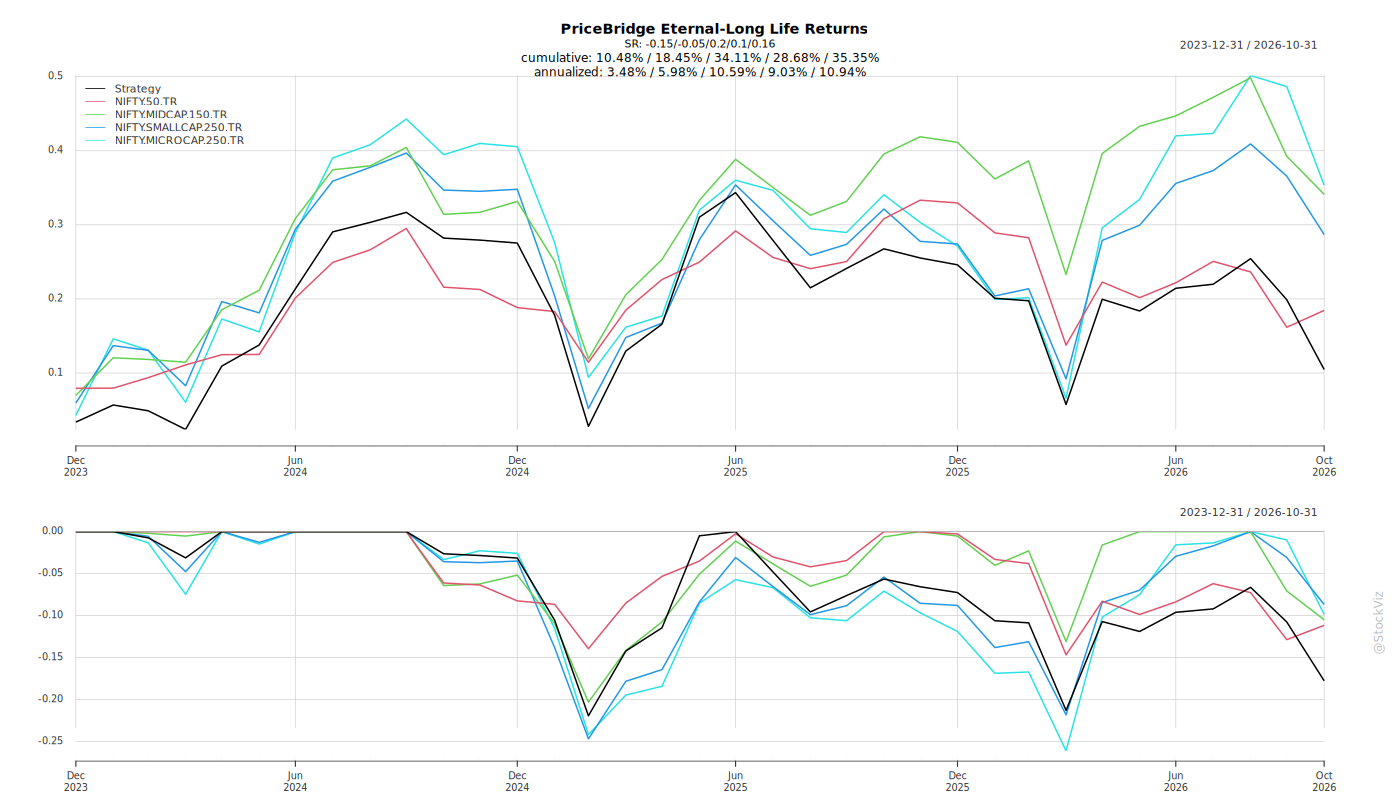 PriceBridge Eternal-Long Life Returns
SR: -0.15/-0.05/0.2/0.1/0.16
cumulative: 10.48% / 18.45% / 34.11% / 28.68% / 35.35%
annualized: 3.48% / 5.98% / 10.59% / 9.03% / 10.94%
2023-12-31 / 2026-10-31
0.5
0.4
0.3
0.2
0.1
Strategy
NIFTY.50.TR
NIFTY.MIDCAP.150.TR
NIFTY.SMALLCAP.250.TR
NIFTY.MICROCAP.250.TR
Dec Jun Dec Jun Dec Jun Oct
2023 2024 2024 2025 2025 2026 2026
2023-12-31 / 2026-10-31
0.00
-0.05
-0.10
-0.15
-0.20
-0.25
Dec Jun Dec Jun Dec Jun Oct
2023 2024 2024 2025 2025 2026 2026
@StockViz